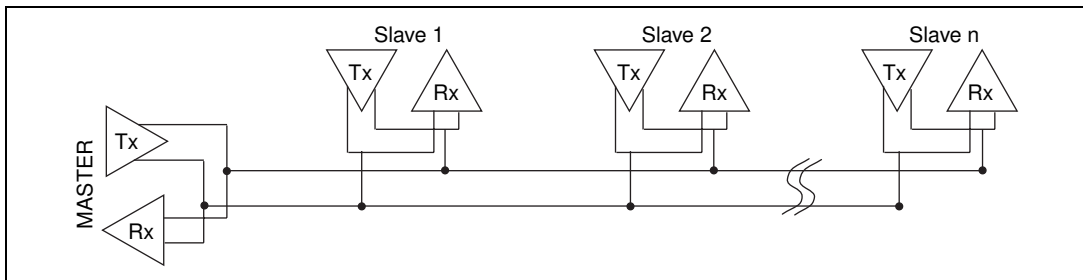 Slave 1
Slave 2
Slave n
Tx
Rx
Tx
Rx
Tx
Rx
MASTER
Tx
Rx